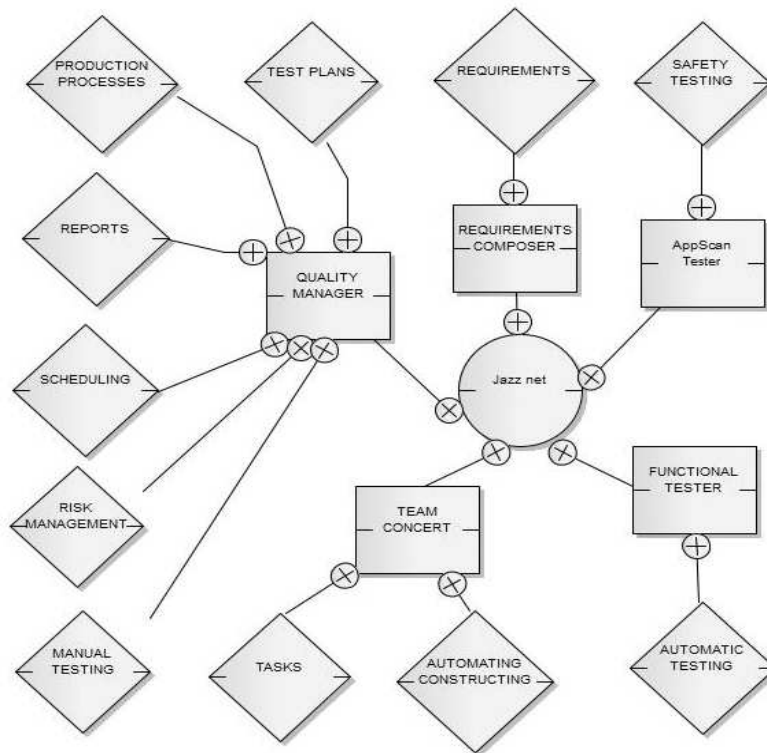 PRODUCTION
PROCESSES
TEST PLANS
REQUIREMENTS
SAFETY
TESTING
REPORTS
QUALITY
MANAGER
REQUIREMENTS
COMPOSER
AppScan
Tester
SCHEDULING
Jazz net
RISK
MANAGEMENT
TEAM
CONCERT
FUNCTIONAL
TESTER
MANUAL
TESTING
TASKS
AUTOMATING
CONSTRUCTING
AUTOMATIC
TESTING